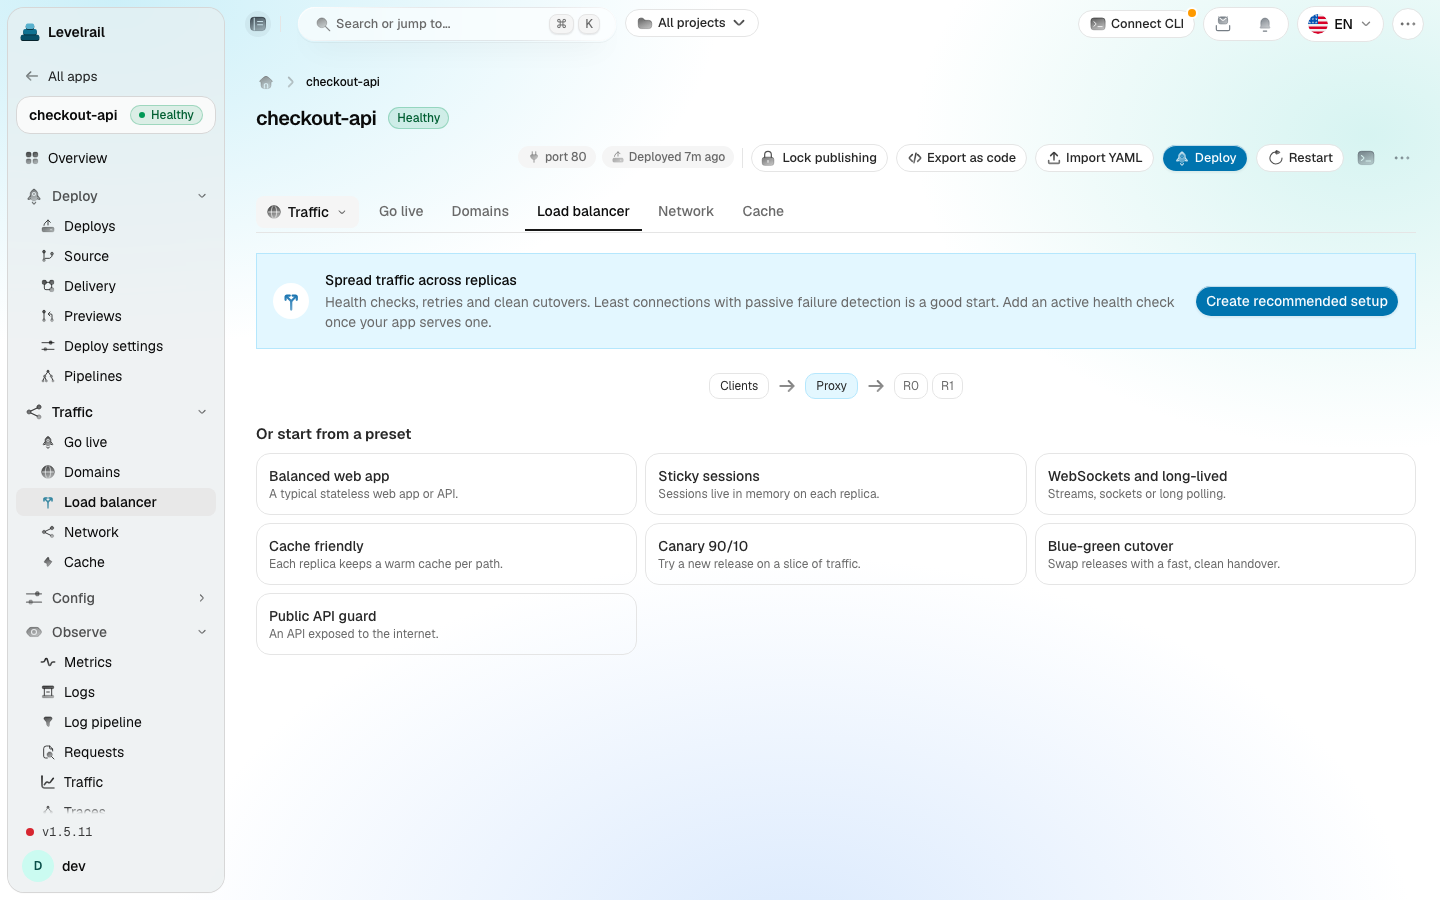 Levelrail
Search or jump to...
⌘
K
All projects
Connect CLI
EN
All apps
checkout-api
Healthy
Overview
Deploy
Deploys
Source
Delivery
Previews
Deploy settings
Pipelines
Traffic
Go live
Domains
Load balancer
Network
Cache
Config
Observe
Metrics
Logs
Log pipeline
Requests
Traffic
Traces
v1.5.11
D
dev
checkout-api
checkout-api
Healthy
port 80
Deployed 7m ago
Lock publishing
Export as code
Import YAML
Deploy
Restart
Traffic
Go live
Domains
Load balancer
Network
Cache
Spread traffic across replicas
Health checks, retries and clean cutovers. Least connections with passive failure detection is a good start. Add an active health check
once your app serves one.
Create recommended setup
Clients
Proxy
R0
R1
Or start from a preset
Balanced web app
A typical stateless web app or API.
Sticky sessions
Sessions live in memory on each replica.
WebSockets and long-lived
Streams, sockets or long polling.
Cache friendly
Each replica keeps a warm cache per path.
Canary 90/10
Try a new release on a slice of traffic.
Blue-green cutover
Swap releases with a fast, clean handover.
Public API guard
An API exposed to the internet.